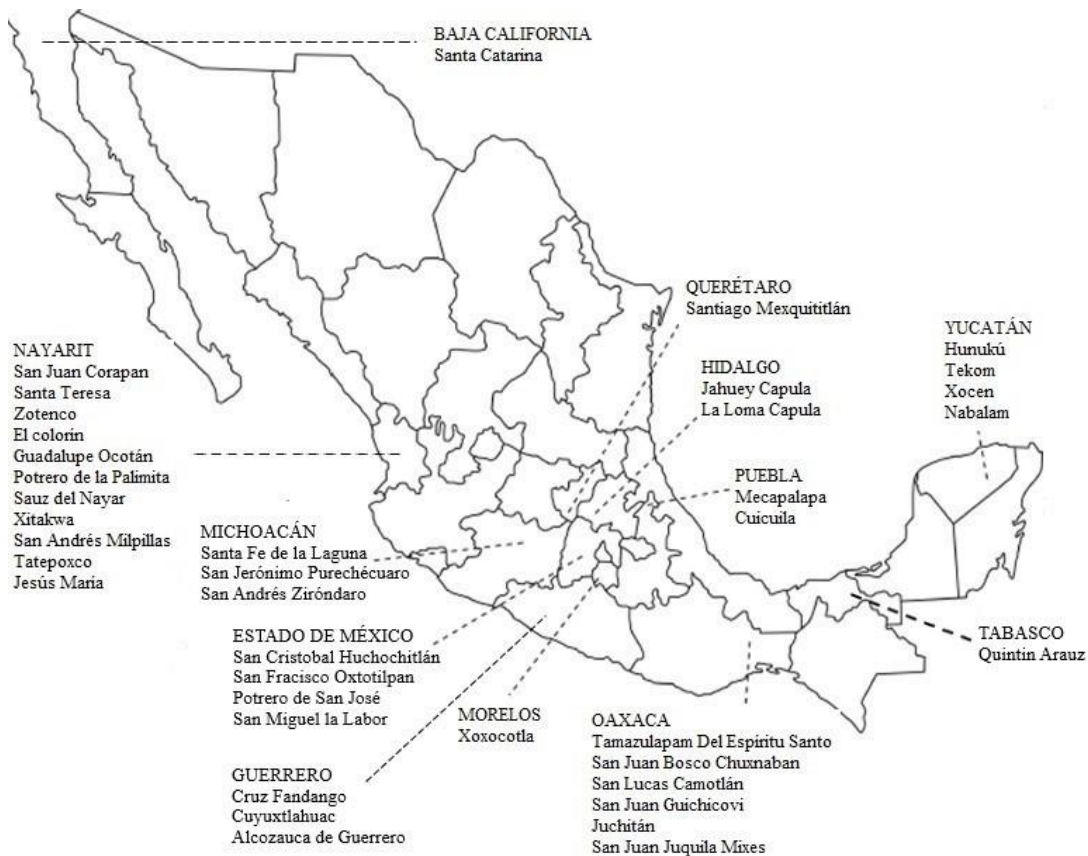 BAJA CALIFORNIA
Santa Catarina
QUERÉTARO
Santiago Mexquititlán
HIDALGO
Jahuey Capula
La Loma Capula
YUCATÁN
Hunukú
Tekom
Xocen
Nabalam
NAYARIT
San Juan Corapan
Santa Teresa
Zotenco
El colorín
Guadalupe Ocotán
Potrero de la Palimita
Sauz del Nayar
Xitakwa
San Andrés Milpillas
Tatepoxco
Jesús María
PUEBLA
Mecapalapa
Cuicuila
MICHOACÁN
Santa Fe de la Laguna
San Jerónimo Purechécuaro
San Andrés Ziróndaro
ESTADO DE MÉXICO
San Cristobal Huchochitlán
San Fracisco Oxtotilpan
Potrero de San José
San Miguel la Labor
TABASCO
Quintin Arauz
MORELOS
Xoxocotla
OAXACA
Tamazulapam Del Espíritu Santo
San Juan Bosco Chuxnaban
San Lucas Camotlán
San Juan Guichicovi
Juchitán
San Juan Juquila Mixes
GUERRERO
Cruz Fandango
Cuyuxtlahuac
Alcozauca de Guerrero